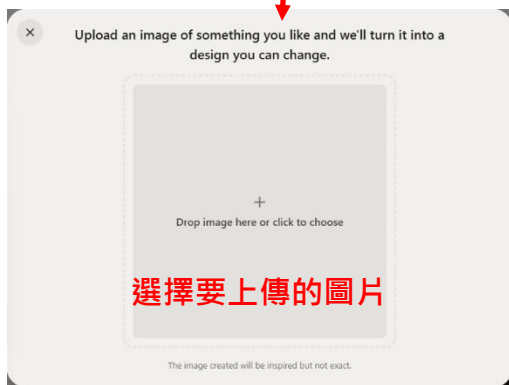 Upload an image of something you like and we'll turn it into a
design you can change.
Drop image here or click to choose
選擇要上傳的圖片
The image created will be inspired but not exact.